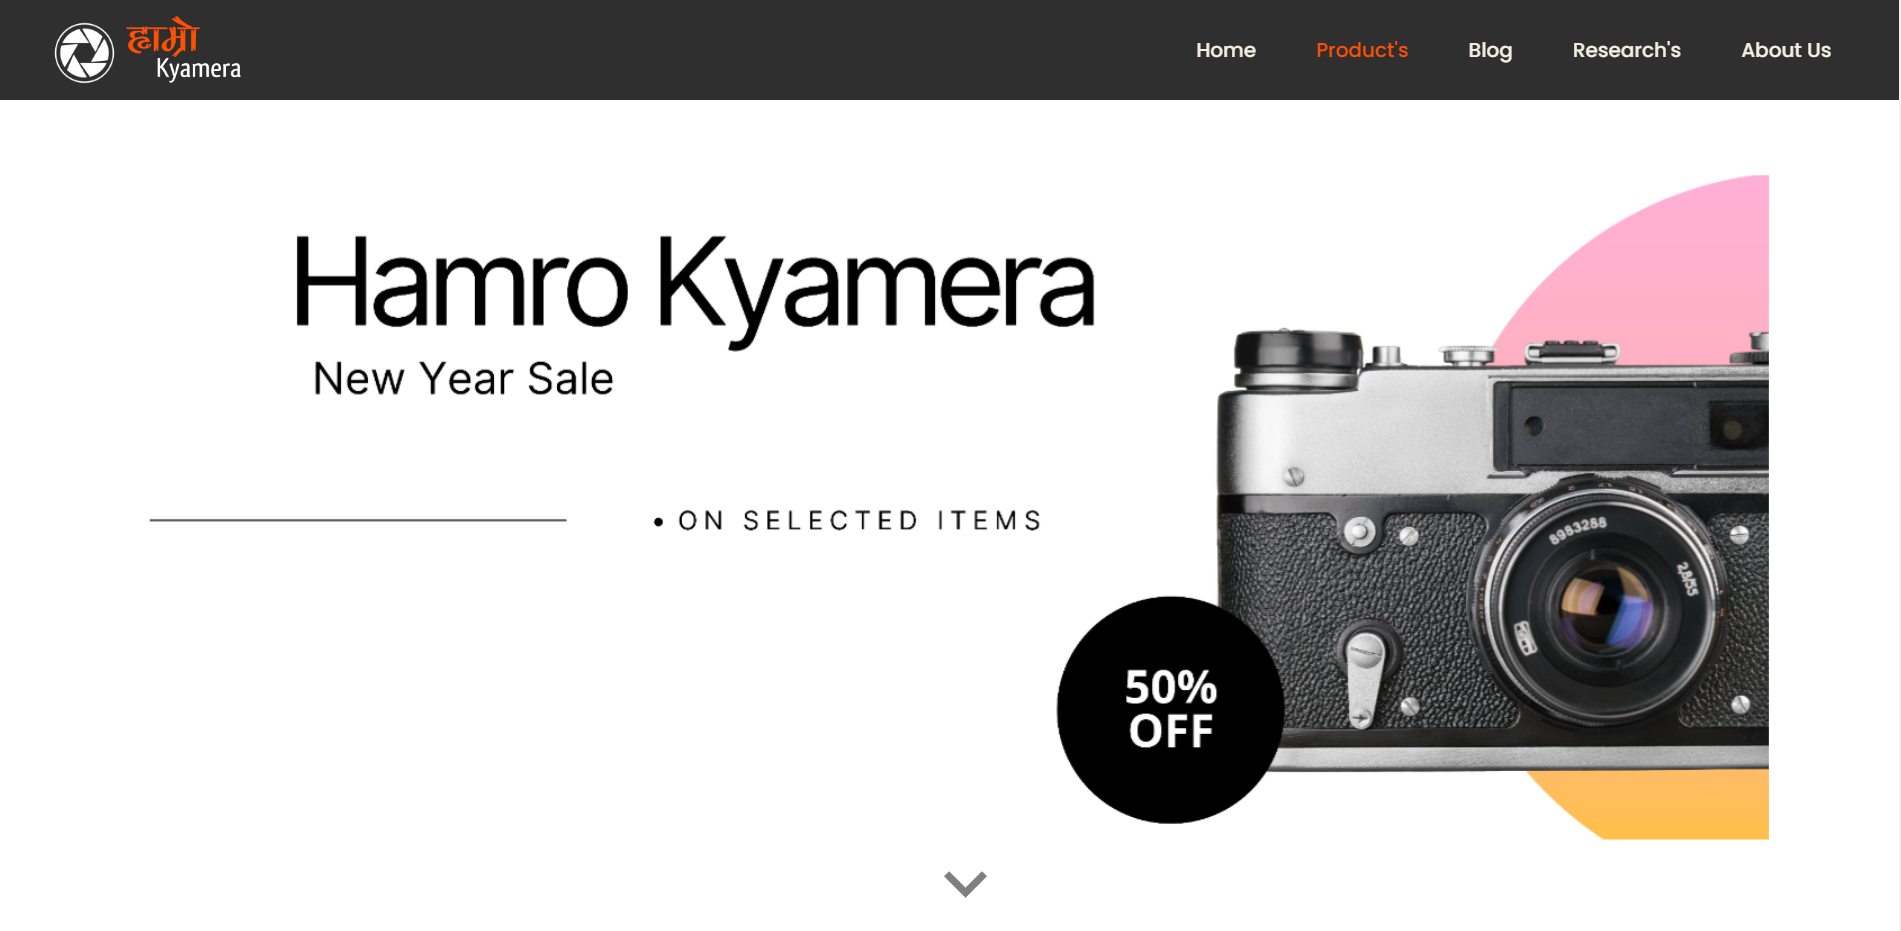 हाम्रो
Kyamera
Home
Product's
Blog
Research's
About Us
Hamro Kyamera
New Year Sale
• ON SELECTED ITEMS
8983288
2,8/55
50%
OFF